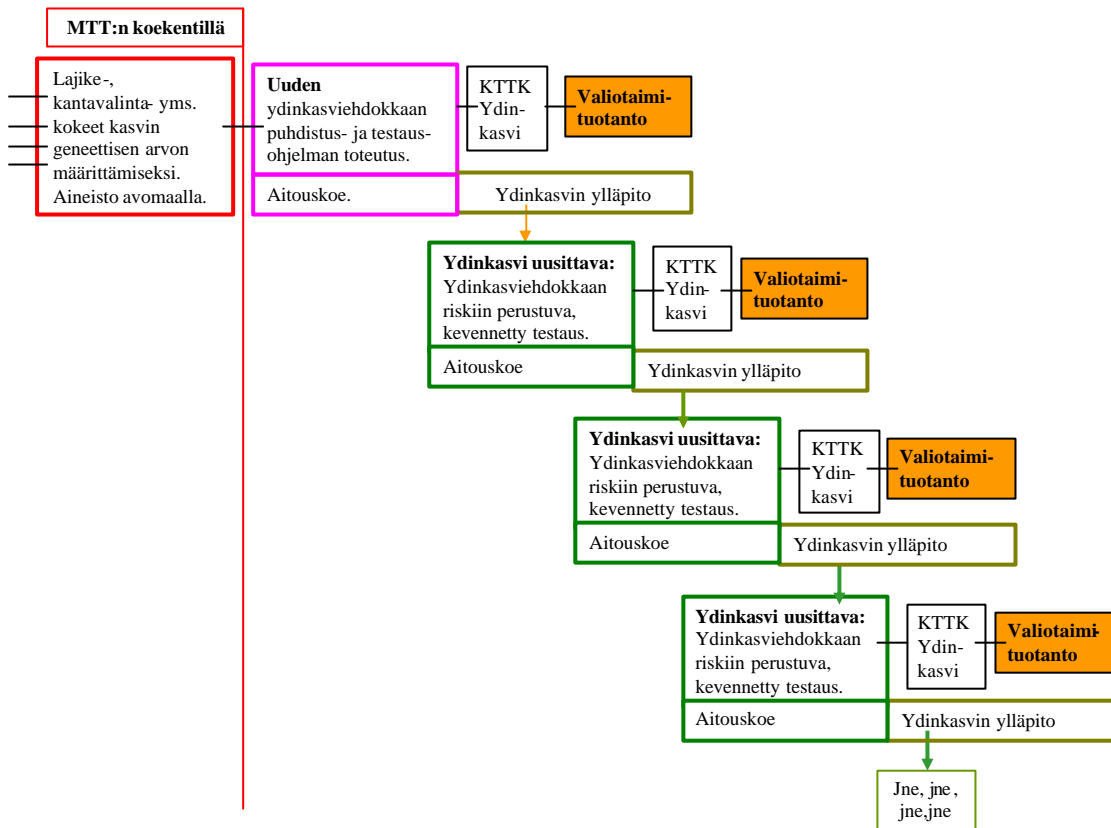 MTT:n koekentillä
Lajike-,
kantavalinta- yms.
kokeet kasvin
geneettisen arvon
määrittämiseksi.
Aineisto avomaalla.
Uuden
ydinkasviehdokkaan
puhdistus- ja testaus-
ohjelman toteutus.
Aitouskoe.
KTTK
Ydin-
kasvi
Valiotaimi-
tuotanto
Ydinkasvin ylläpito
Ydinkasvi uusittava:
Ydinkasviehdokkaan
riskiin perustuva,
kevennetty testaus.
Aitouskoe
KTTK
Ydin-
kasvi
Valiotaimi-
tuotanto
Ydinkasvin ylläpito
Ydinkasvi uusittava:
Ydinkasviehdokkaan
riskiin perustuva,
kevennetty testaus.
Aitouskoe
KTTK
Ydin-
kasvi
Valiotaimi-
tuotanto
Ydinkasvin ylläpito
Ydinkasvi uusittava:
Ydinkasviehdokkaan
riskiin perustuva,
kevennetty testaus.
Aitouskoe
KTTK
Ydin-
kasvi
Valiotaimi-
tuotanto
Ydinkasvin ylläpito
Jne, jne,
jne,jne